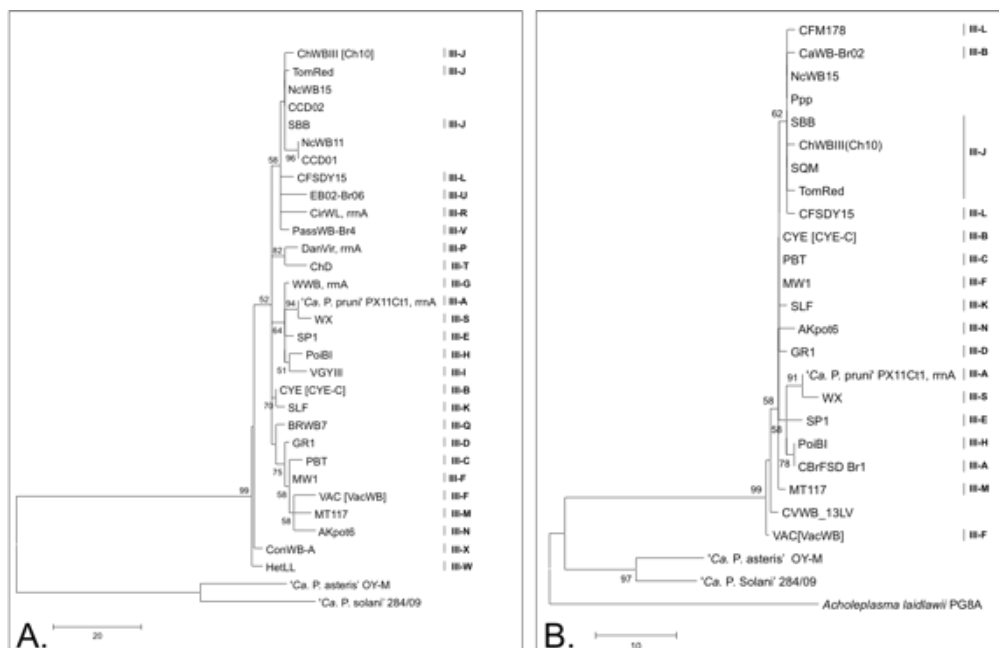 ChWBIII [Ch10] III-J
TomRed III-J
NcWB15
CCD02
SBB III-J
NcWB11
96
CCD01
58
CFSDY15 III-L
EB02-Br06 III-U
CirWL, rrnA III-R
PassWB-Br4 III-V
DanVir, rrnA III-P
82
ChD III-T
WWB, rrnA III-G
52
94
'Ca. P. pruni' PX11Ct1, rrnA III-A
WX III-S
64
SP1 III-E
PoiBI III-H
51
VGYIII III-I
CYE [CYE-C] III-B
70
SLF III-K
BRWB7 III-Q
GR1 III-D
75
PBT III-C
MW1 III-F
58
VAC [VacWB] III-F
99
MT117 III-M
58
AKpot6 III-N
ConWB-A III-X
HetLL III-W
'Ca. P. asteris' OY-M
'Ca. P. solani' 284/09
20
A.
CFM178 III-L
CaWB-Br02 III-B
NcWB15
Ppp
62
SBB
ChWBIII(Ch10)
III-J
SQM
TomRed
CFSDY15 III-L
CYE [CYE-C] III-B
PBT III-C
MW1 III-F
SLF III-K
AKpot6 III-N
GR1 III-D
91
'Ca. P. pruni' PX11Ct1, rrnA III-A
WX III-S
58
SP1 III-E
58
PoiBI III-H
78
CBrFSD Br1 III-A
99
MT117 III-M
CVWB_13LV
VAC[VacWB] III-F
'Ca. P. asteris' OY-M
97
'Ca. P. Solani' 284/09
Acholeplasma laidlawii PG8A
10
B.